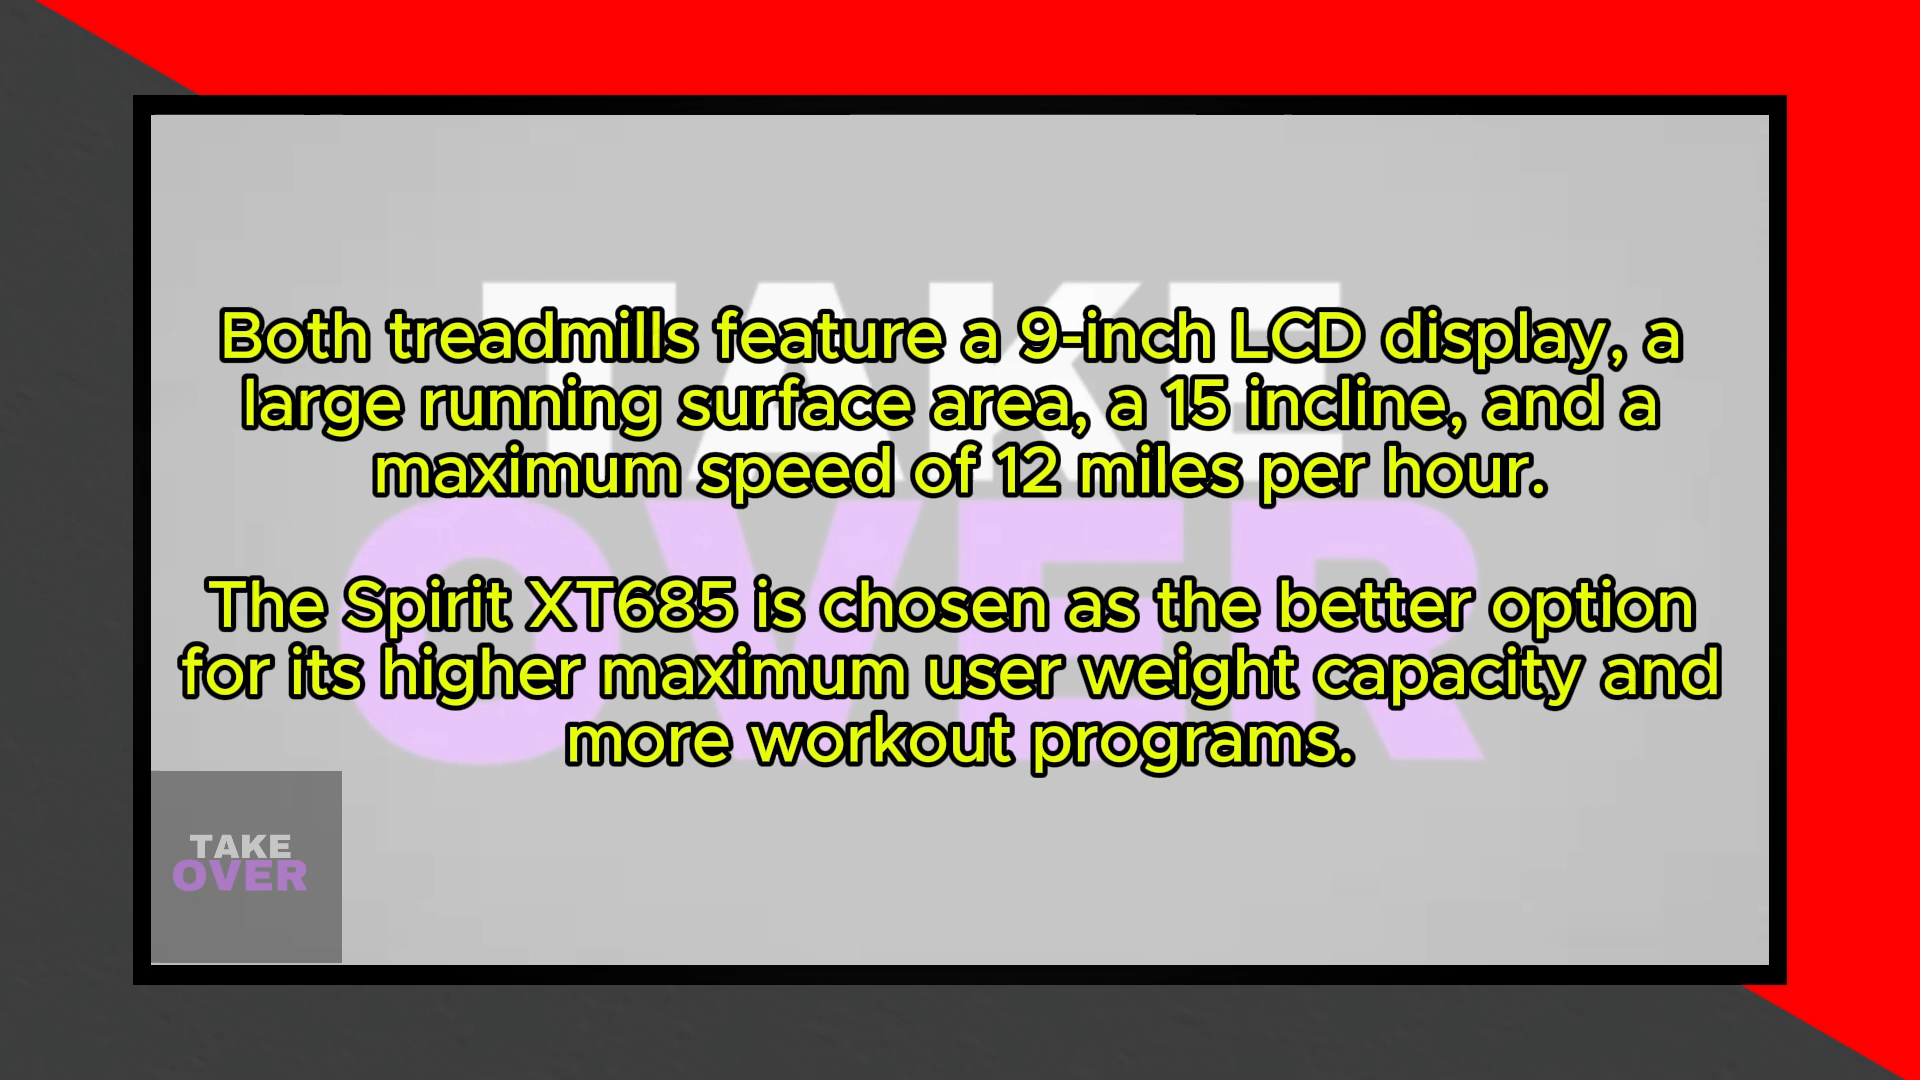 Both treadmills feature a 9-inch LCD display, a
large running surface area, a 15 incline, and a
maximum speed of 12 miles per hour.
The Spirit XT685 is chosen as the better option
for its higher maximum user weight capacity and
more workout programs.
TAKE
OVER
TAKE
OVER